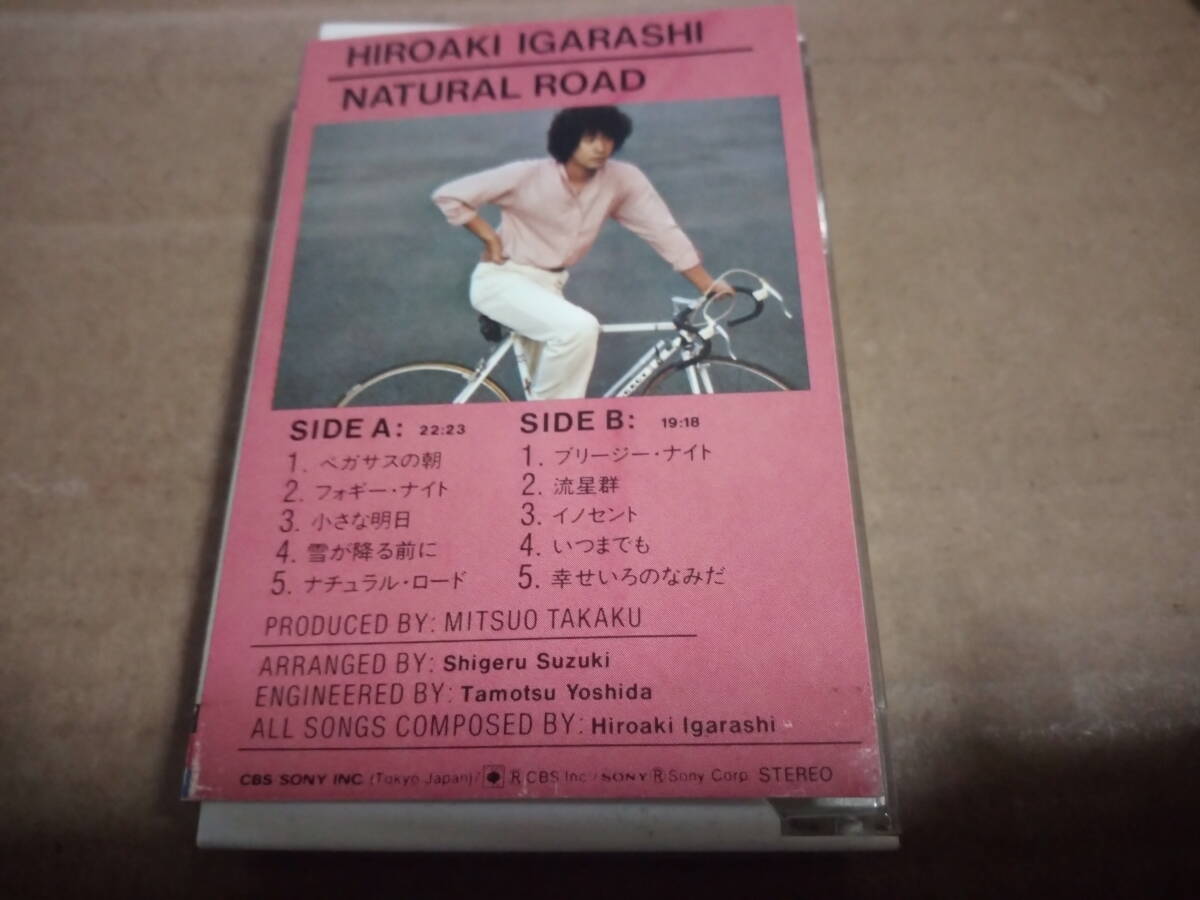 HIROAKI IGARASHI
NATURAL ROAD
SIDE A: 22:23
1. ペガサスの朝
2. フォギー・ナイト
3. 小さな明日
4. 雪が降る前に
5. ナチュラル・ロード
SIDE B: 19:18
1. ブリージー・ナイト
2. 流星群
3. イノセント
4. いつまでも
5. 幸せいろのなみだ
PRODUCED BY: MITSUO TAKAKU
ARRANGED BY: Shigeru Suzuki
ENGINEERED BY: Tamotsu Yoshida
ALL SONGS COMPOSED BY: Hiroaki Igarashi
CBS SONY INC. (Tokyo Japan)/ ® CBS Inc./SONY ® Sony Corp. STEREO